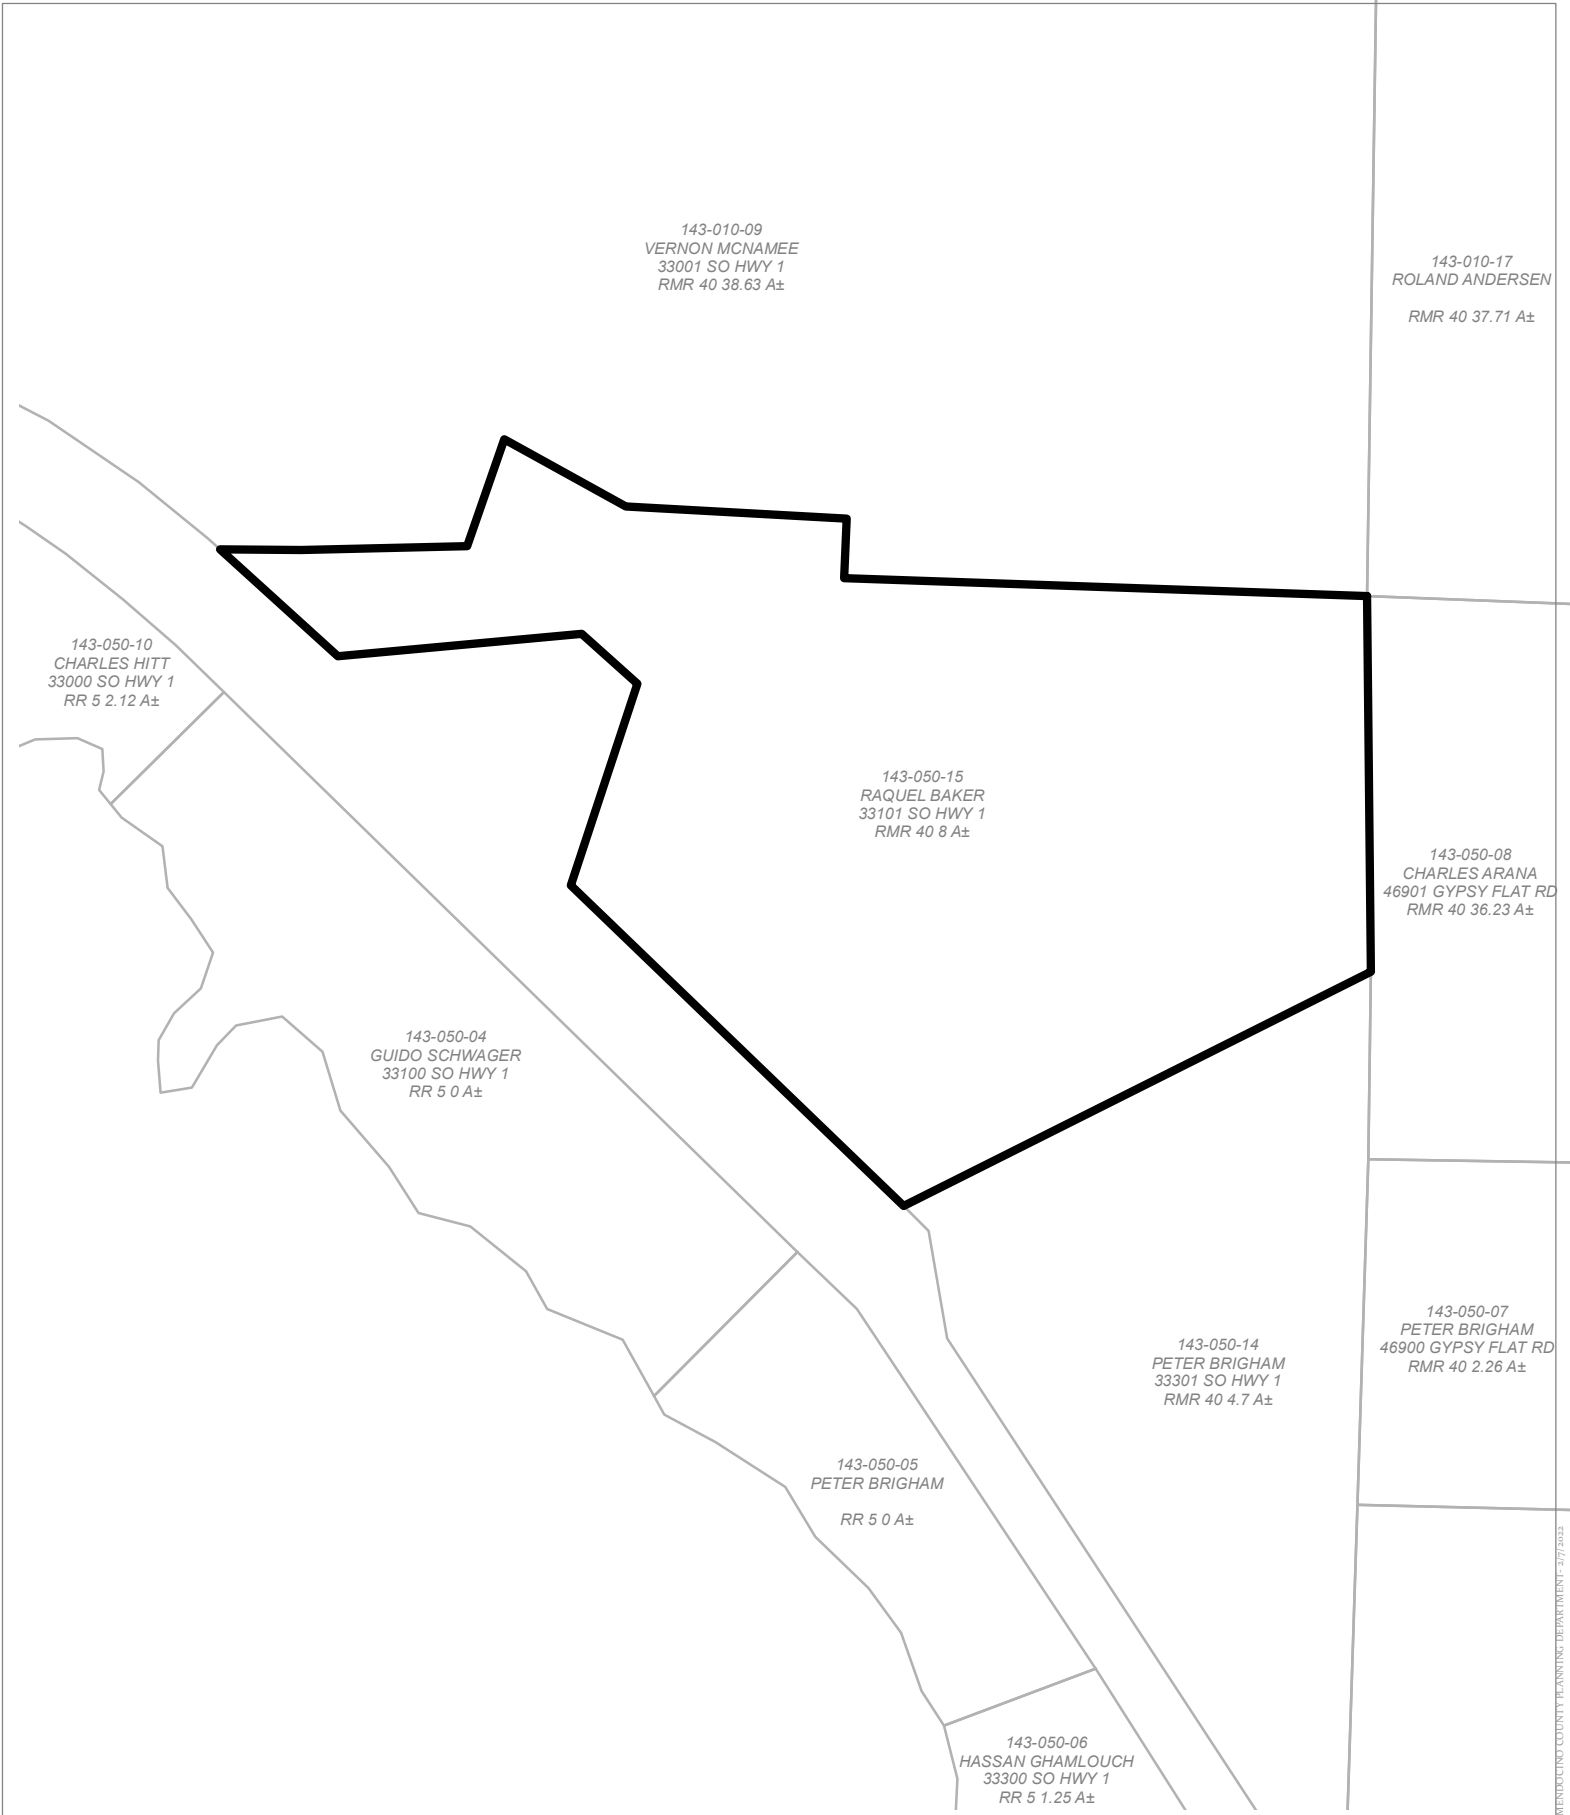 143-010-09
VERNON MCNAMEE
33001 SO HWY 1
RMR 40 38.63 A±
143-010-17
ROLAND ANDERSEN
RMR 40 37.71 A±
143-050-10
CHARLES HITT
33000 SO HWY 1
RR 5 2.12 A±
143-050-15
RAQUEL BAKER
33101 SO HWY 1
RMR 40 8 A±
143-050-08
CHARLES ARANA
46901 GYPSY FLAT RD
RMR 40 36.23 A±
143-050-04
GUIDO SCHWAGER
33100 SO HWY 1
RR 5 0 A±
143-050-07
PETER BRIGHAM
46900 GYPSY FLAT RD
RMR 40 2.26 A±
143-050-14
PETER BRIGHAM
33301 SO HWY 1
RMR 40 4.7 A±
143-050-05
PETER BRIGHAM
RR 5 0 A±
143-050-06
HASSAN GHAMLOUCH
33300 SO HWY 1
RR 5 1.25 A±
MENDOCINO COUNTY PLANNING DEPARTMENT- 2/7/2022